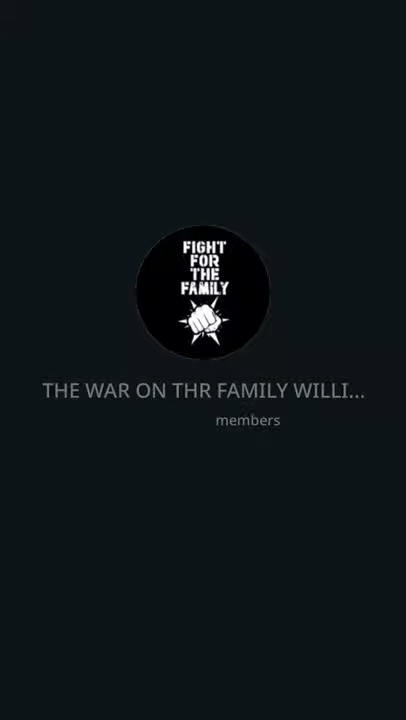 FIGHT
FOR
THE
FAMILY
THE WAR ON THR FAMILY WILLI...
members